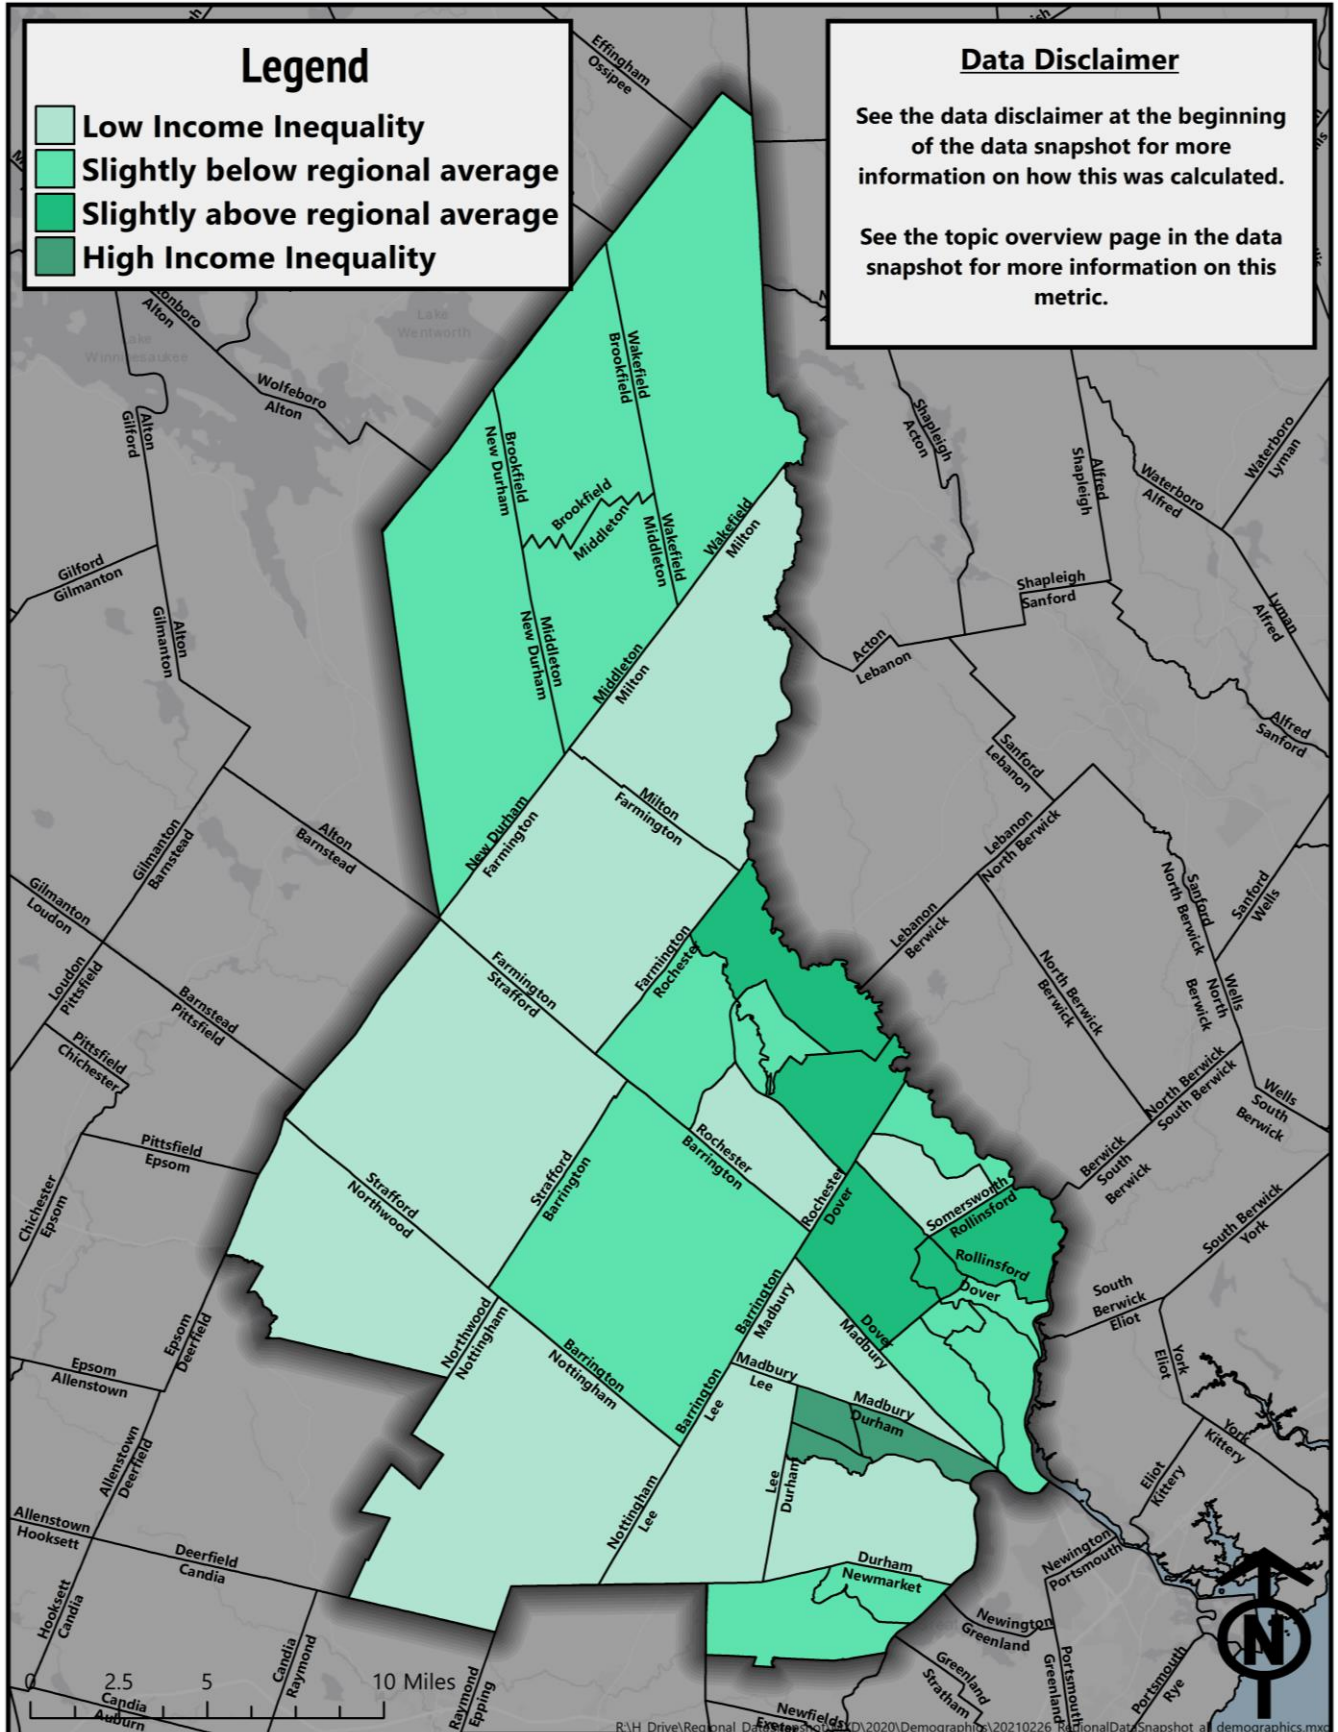 Legend
Low Income Inequality
Slightly below regional average
Slightly above regional average
High Income Inequality
Data Disclaimer
See the data disclaimer at the beginning
of the data snapshot for more
information on how this was calculated.
See the topic overview page in the data
snapshot for more information on this
metric.
Effingham
Ossipee
Alton
Lake
Winnipesaukee
Lake
Wentworth
Wolfeboro
Alton
Alton
Gilford
Wakefield
Brookfield
Brookfield
New Durham
Brookfield
Middleton
Wakefield
Middleton
Wakefield
Milton
Shapleigh
Acton
Alfred
Shapleigh
Waterboro
Alfred
Waterboro
Lyman
Gilford
Gilmanton
Alton
Gilmanton
Middleton
New Durham
Middleton
Milton
Shapleigh
Sanford
Acton
Lebanon
Lyman
Alfred
Alfred
Sanford
Sanford
Lebanon
Milton
Farmington
New Durham
Farmington
Alton
Barnstead
Gilmanton
Barnstead
Lebanon
North Berwick
Gilmanton
Loudon
Sanford
North Berwick
Sanford
Wells
Lebanon
Berwick
Farmington
Rochester
Farmington
Strafford
Loudon
Pittsfield
Barnstead
Pittsfield
North Berwick
Berwick
Wells
North
Berwick
Pittsfield
Chichester
North Berwick
South Berwick
Wells
South
Berwick
Pittsfield
Epsom
Rochester
Barrington
Strafford
Barrington
Strafford
Northwood
Rochester
Dover
Somersworth
Rollinsford
Rollinsford
Dover
Berwick
South
Berwick
South Berwick
York
Chichester
Epsom
South
Berwick
Eliot
Barrington
Madbury
Dover
Madbury
Epsom
Deerfield
Northwood
Nottingham
Barrington
Nottingham
York
Eliot
Epsom
Allenstown
Madbury
Lee
Barrington
Lee
Madbury
Durham
York
Kittery
Allenstown
Deerfield
Lee
Durham
Eliot
Kittery
Nottingham
Lee
Allenstown
Hooksett
Deerfield
Candia
Durham
Newmarket
Newington
Portsmouth
Hooksett
Candia
Newington
Greenland
Candia
Raymond
Raymond
Epping
Greenland
Stratham
Portsmouth
Greenland
Portsmouth
Rye
N
0 2.5 5 10 Miles
Candia
Auburn
Newfields